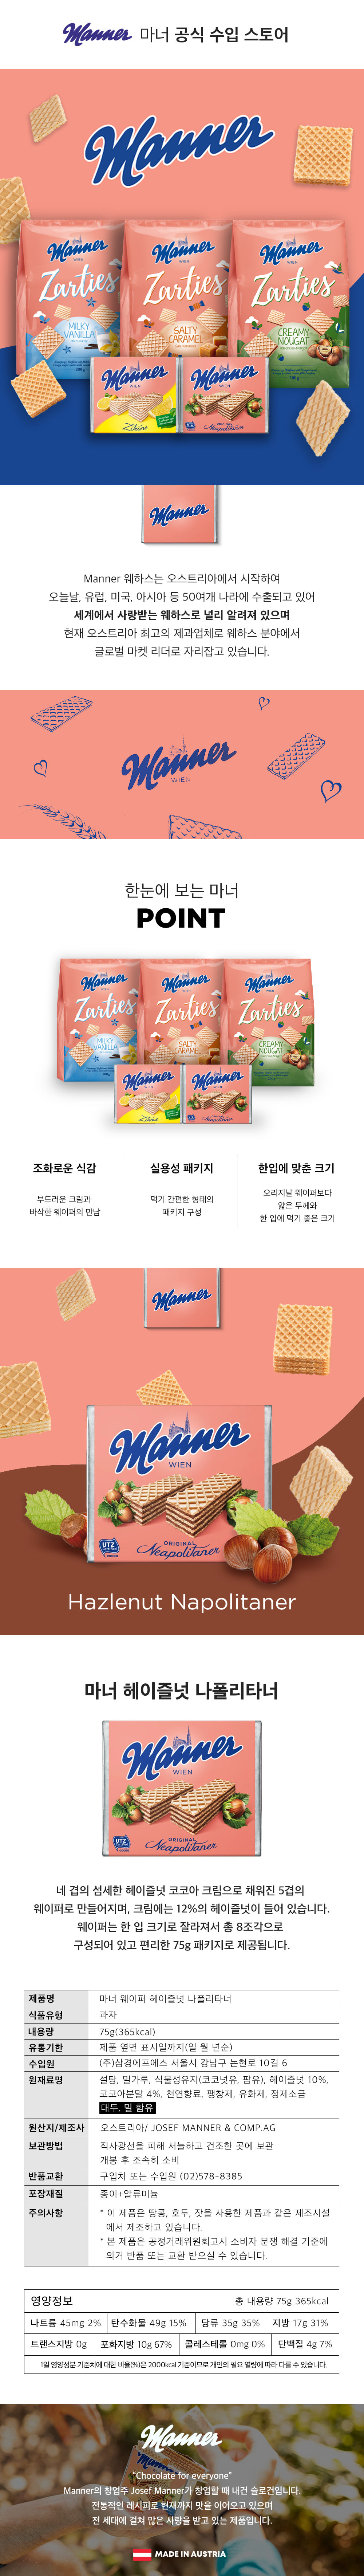 Manner 마너 공식 수입 스토어
Manner
Manner
WIEN
Zarties
MILKY
VANILLA
Manner
WIEN
Zarties
SALTY
CARAMEL
Manner
WIEN
Zarties
CREAMY
NOUGAT
Manner
WIEN
Zitrone
Manner
WIEN
Neapolitaner
Manner
Manner 웨하스는 오스트리아에서 시작하여
오늘날, 유럽, 미국, 아시아 등 50여개 나라에 수출되고 있어
세계에서 사랑받는 웨하스로 널리 알려져 있으며
현재 오스트리아 최고의 제과업체로 웨하스 분야에서
글로벌 마켓 리더로 자리잡고 있습니다.
Manner
WIEN
한눈에 보는 마너
POINT
Manner
WIEN
Zarties
MILKY
VANILLA
Manner
WIEN
Zarties
SALTY
CARAMEL
Manner
WIEN
Zarties
CREAMY
NOUGAT
Manner
Zitrone
Manner
Neapolitaner
조화로운 식감
부드러운 크림과
바삭한 웨이퍼의 만남
실용성 패키지
먹기 간편한 형태의
패키지 구성
한입에 맞춘 크기
오리지날 웨이퍼보다
얇은 두께와
한 입에 먹기 좋은 크기
Manner
Manner
WIEN
UTZ
ORIGINAL
Neapolitaner
Hazlenut Napolitaner
마너 헤이즐넛 나폴리타너
Manner
WIEN
UTZ
ORIGINAL
Neapolitaner
네 겹의 섬세한 헤이즐넛 코코아 크림으로 채워진 5겹의
웨이퍼로 만들어지며, 크림에는 12%의 헤이즐넛이 들어 있습니다.
웨이퍼는 한 입 크기로 잘라져서 총 8조각으로
구성되어 있고 편리한 75g 패키지로 제공됩니다.
제품명 마너 웨이퍼 헤이즐넛 나폴리타너
식품유형 과자
내용량 75g(365kcal)
유통기한 제품 옆면 표시일까지(일 월 년순)
수입원 (주)삼경에프에스 서울시 강남구 논현로 10길 6
원재료명 설탕, 밀가루, 식물성유지(코코넛유, 팜유), 헤이즐넛 10%,
코코아분말 4%, 천연향료, 팽창제, 유화제, 정제소금
대두, 밀 함유
원산지/제조사 오스트리아/ JOSEF MANNER & COMP.AG
보관방법 직사광선을 피해 서늘하고 건조한 곳에 보관
개봉 후 조속히 소비
반품교환 구입처 또는 수입원 (02)578-8385
포장재질 종이+알류미늄
주의사항 * 이 제품은 땅콩, 호두, 잣을 사용한 제품과 같은 제조시설
에서 제조하고 있습니다.
* 본 제품은 공정거래위원회고시 소비자 분쟁 해결 기준에
의거 반품 또는 교환 받으실 수 있습니다.
영양정보 총 내용량 75g 365kcal
나트륨 45mg 2% 탄수화물 49g 15% 당류 35g 35% 지방 17g 31%
트랜스지방 0g 포화지방 10g 67% 콜레스테롤 0mg 0% 단백질 4g 7%
1일 영양성분 기준치에 대한 비율(%)은 2000kcal 기준이므로 개인의 필요 열량에 따라 다를 수 있습니다.
Manner
“Chocolate for everyone”
Manner의 창업주 Josef Manner가 창업할 때 내건 슬로건입니다.
전통적인 레시피로 현재까지 맛을 이어오고 있으며
전 세대에 걸쳐 많은 사랑을 받고 있는 제품입니다.
MADE IN AUSTRIA